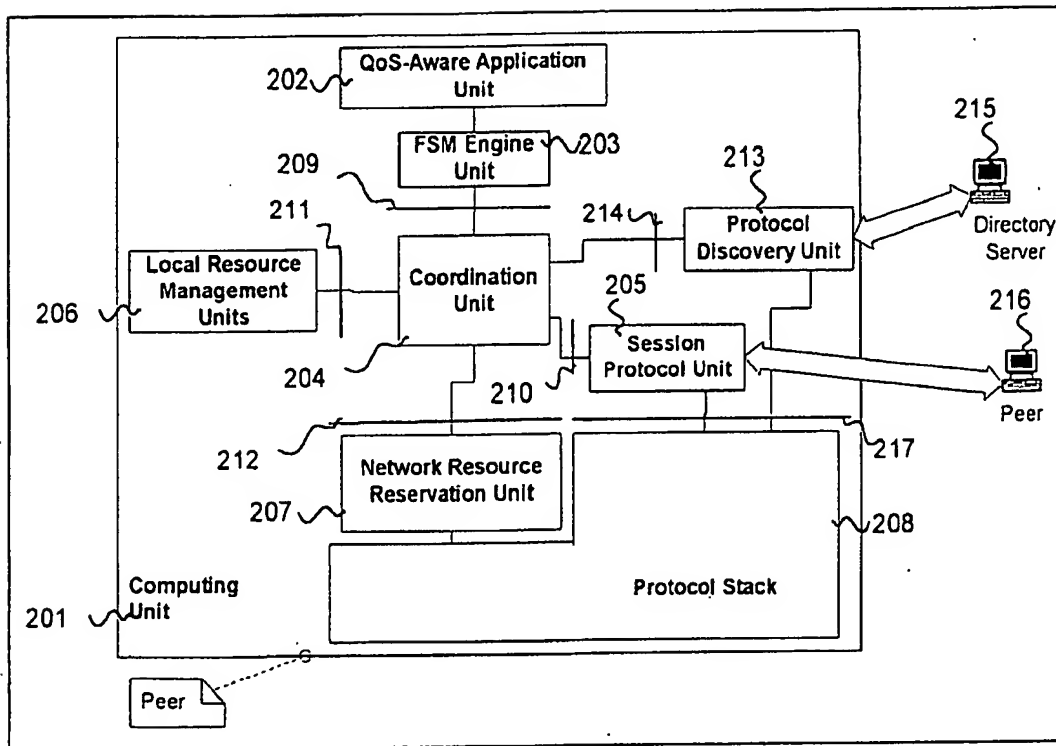 QoS-Aware Application
Unit
202
FSM Engine
Unit
203
209
211
214
213
215
Protocol
Discovery Unit
Directory
Server
Local Resource
Management
Units
206
Coordination
Unit
204
205
Session
Protocol Unit
210
216
Peer
212
217
Network Resource
Reservation Unit
207
208
Computing
Unit
201
Protocol Stack
Peer